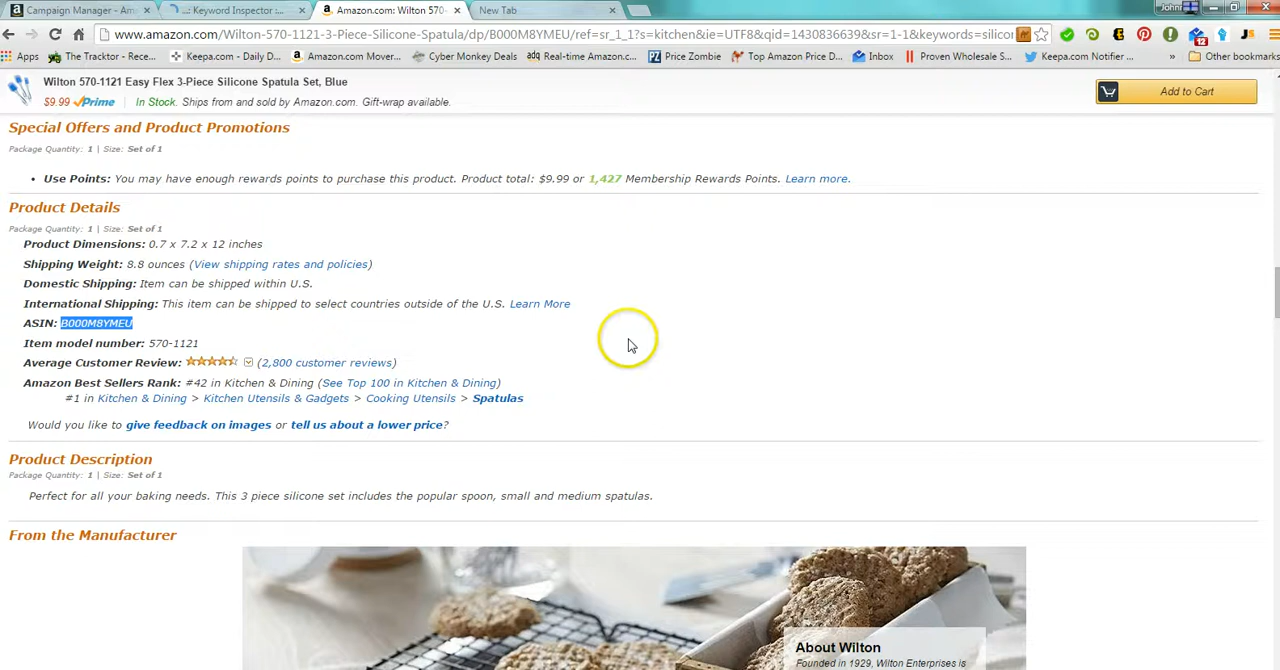 Campaign Manager - Am
...: Keyword Inspector :...
Amazon.com: Wilton 570-
New Tab
Johnr
www.amazon.com/Wilton-570-1121-3-Piece-Silicone-Spatula/dp/B000M8YMEU/ref=sr_1_1?s=kitchen&ie=UTF8&qid=1430836639&sr=1-1&keywords=silico
12
JS
Apps
The Tracktor - Rece...
Keepa.com - Daily D...
Amazon.com Mover...
Cyber Monkey Deals
Real-time Amazon.c...
Price Zombie
Top Amazon Price D...
Inbox
Proven Wholesale S...
Keepa.com Notifier ...
»
Other bookmarks
Wilton 570-1121 Easy Flex 3-Piece Silicone Spatula Set, Blue
$9.99 Prime | In Stock. Ships from and sold by Amazon.com. Gift-wrap available.
Add to Cart
Special Offers and Product Promotions
Package Quantity: 1 | Size: Set of 1
• Use Points: You may have enough rewards points to purchase this product. Product total: $9.99 or 1,427 Membership Rewards Points. Learn more.
Product Details
Package Quantity: 1 | Size: Set of 1
Product Dimensions: 0.7 x 7.2 x 12 inches
Shipping Weight: 8.8 ounces (View shipping rates and policies)
Domestic Shipping: Item can be shipped within U.S.
International Shipping: This item can be shipped to select countries outside of the U.S. Learn More
ASIN: B000M8YMEU
Item model number: 570-1121
Average Customer Review: (2,800 customer reviews)
Amazon Best Sellers Rank: #42 in Kitchen & Dining (See Top 100 in Kitchen & Dining)
#1 in Kitchen & Dining > Kitchen Utensils & Gadgets > Cooking Utensils > Spatulas
Would you like to give feedback on images or tell us about a lower price?
Product Description
Package Quantity: 1 | Size: Set of 1
Perfect for all your baking needs. This 3 piece silicone set includes the popular spoon, small and medium spatulas.
From the Manufacturer
About Wilton
Founded in 1929, Wilton Enterprises is